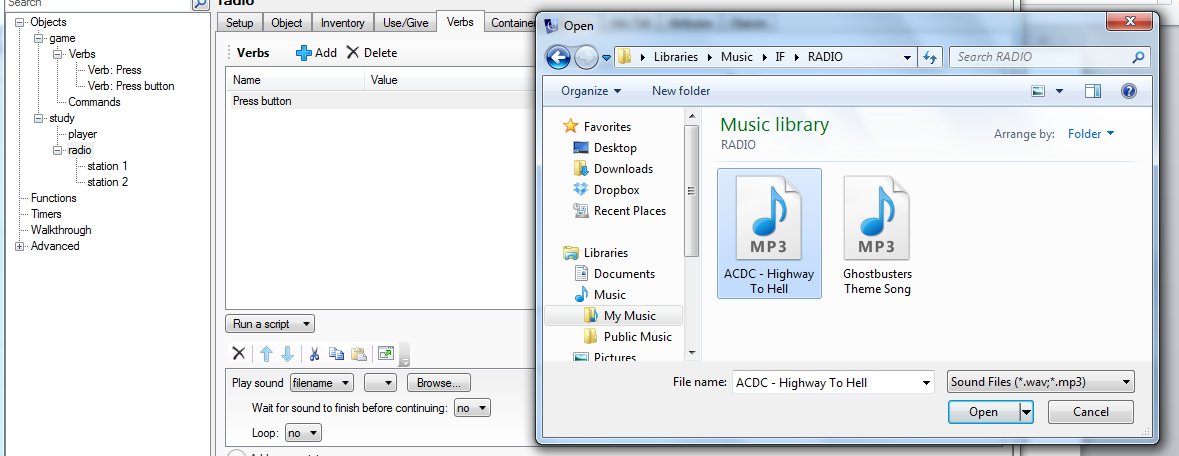 Search
Objects
game
Verbs
Verb: Press
Verb: Press button
Commands
study
player
radio
station 1
station 2
Functions
Timers
Walkthrough
Advanced
radio
Setup Object Inventory Use/Give Verbs Container
Verbs Add Delete
Name Value
Press button
Run a script
Play sound filename Browse...
Wait for sound to finish before continuing: no
Loop: no
Open
Libraries Music IF RADIO Search RADIO
Organize New folder
Favorites
Desktop
Downloads
Dropbox
Recent Places
Libraries
Documents
Music
My Music
Public Music
Pictures
Music library
RADIO
Arrange by: Folder
MP3
ACDC - Highway
To Hell
MP3
Ghostbusters
Theme Song
File name: ACDC - Highway To Hell Sound Files (*.wav;*.mp3)
Open Cancel